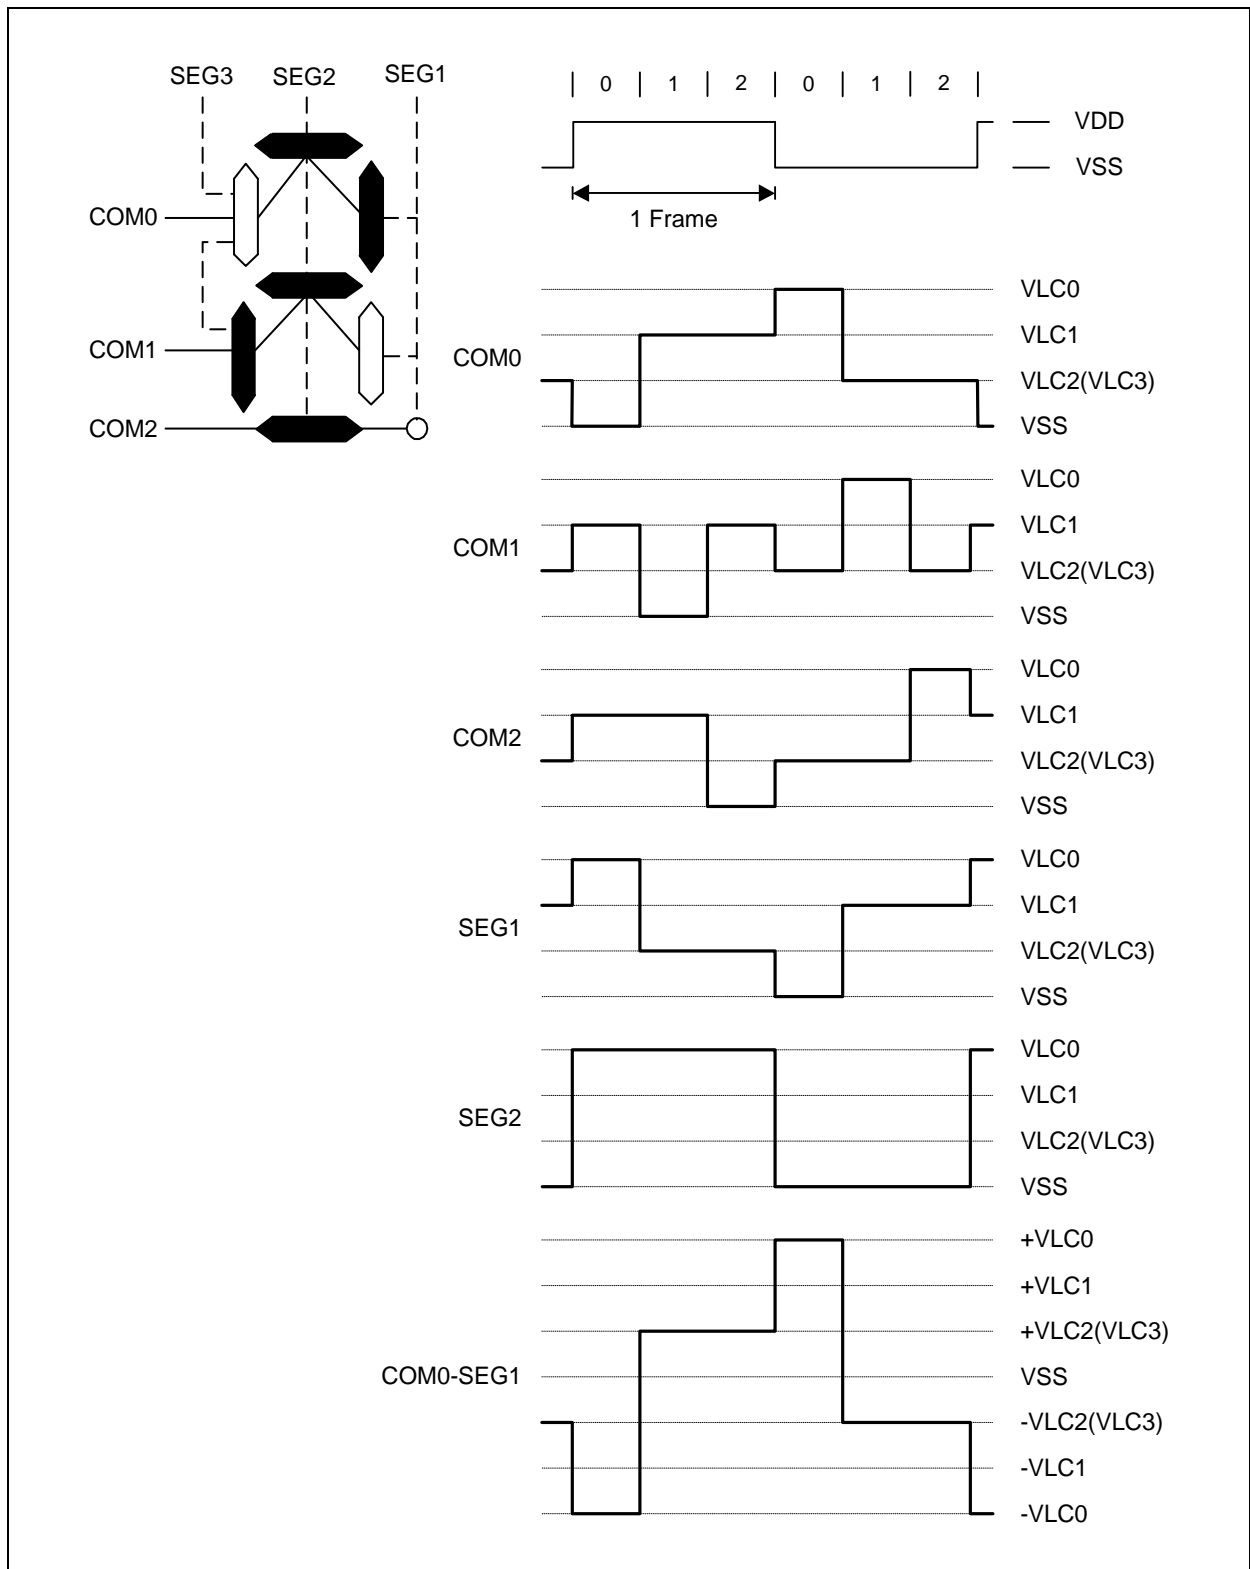 SEG3 SEG2 SEG1
0 1 2 0 1 2
VDD
VSS
1 Frame
COM0
COM1
COM2
COM0
VLC0
VLC1
VLC2(VLC3)
VSS
COM1
VLC0
VLC1
VLC2(VLC3)
VSS
COM2
VLC0
VLC1
VLC2(VLC3)
VSS
SEG1
VLC0
VLC1
VLC2(VLC3)
VSS
SEG2
VLC0
VLC1
VLC2(VLC3)
VSS
COM0-SEG1
+VLC0
+VLC1
+VLC2(VLC3)
VSS
-VLC2(VLC3)
-VLC1
-VLC0